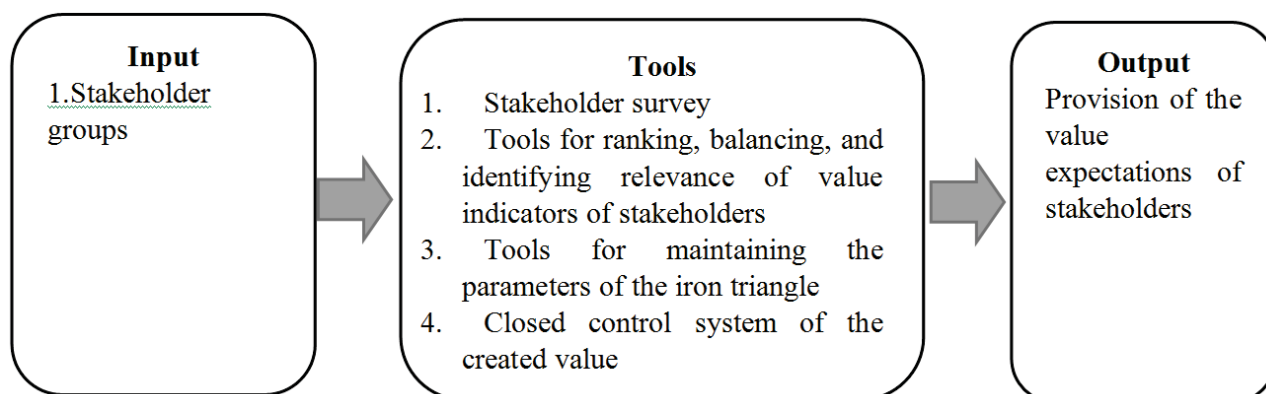 Input
1.Stakeholder
groups
Tools
1. Stakeholder survey
2. Tools for ranking, balancing, and
identifying relevance of value
indicators of stakeholders
3. Tools for maintaining the
parameters of the iron triangle
4. Closed control system of the
created value
Output
Provision of the
value
expectations of
stakeholders